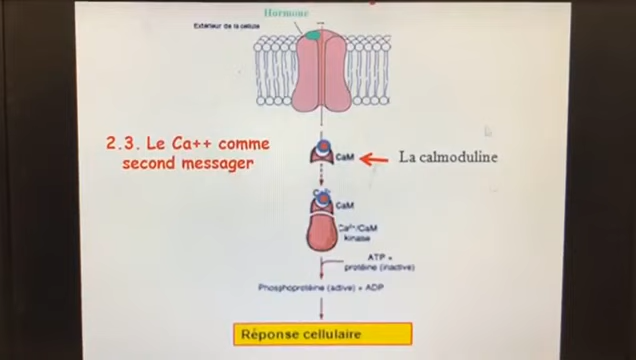 Hormone
Extérieur de la cellule
2.3. Le Ca++ comme
second messager
CaM
La calmoduline
CaM
Ca²⁺/CaM
kinase
ATP +
protéine (inactive)
Phosphoprotéine (active) + ADP
Réponse cellulaire